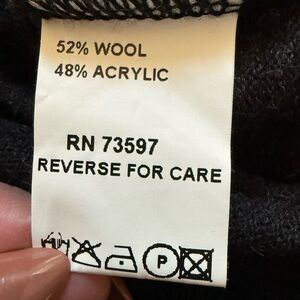 52% WOOL
48% ACRYLIC
RN 73597
REVERSE FOR CARE
P